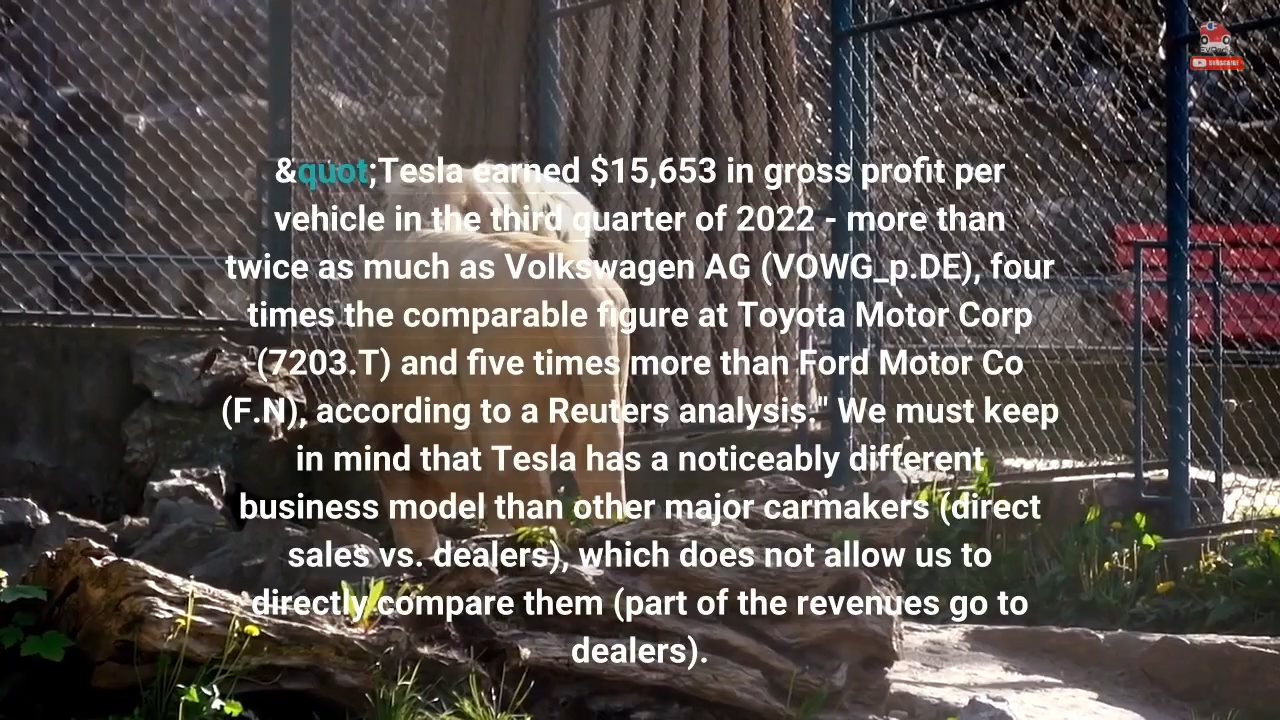 &quot;Tesla earned $15,653 in gross profit per
vehicle in the third quarter of 2022 - more than
twice as much as Volkswagen AG (VOWG_p.DE), four
times the comparable figure at Toyota Motor Corp
(7203.T) and five times more than Ford Motor Co
(F.N), according to a Reuters analysis." We must keep
in mind that Tesla has a noticeably different
business model than other major carmakers (direct
sales vs. dealers), which does not allow us to
directly compare them (part of the revenues go to
dealers).
SUBSCRIBE